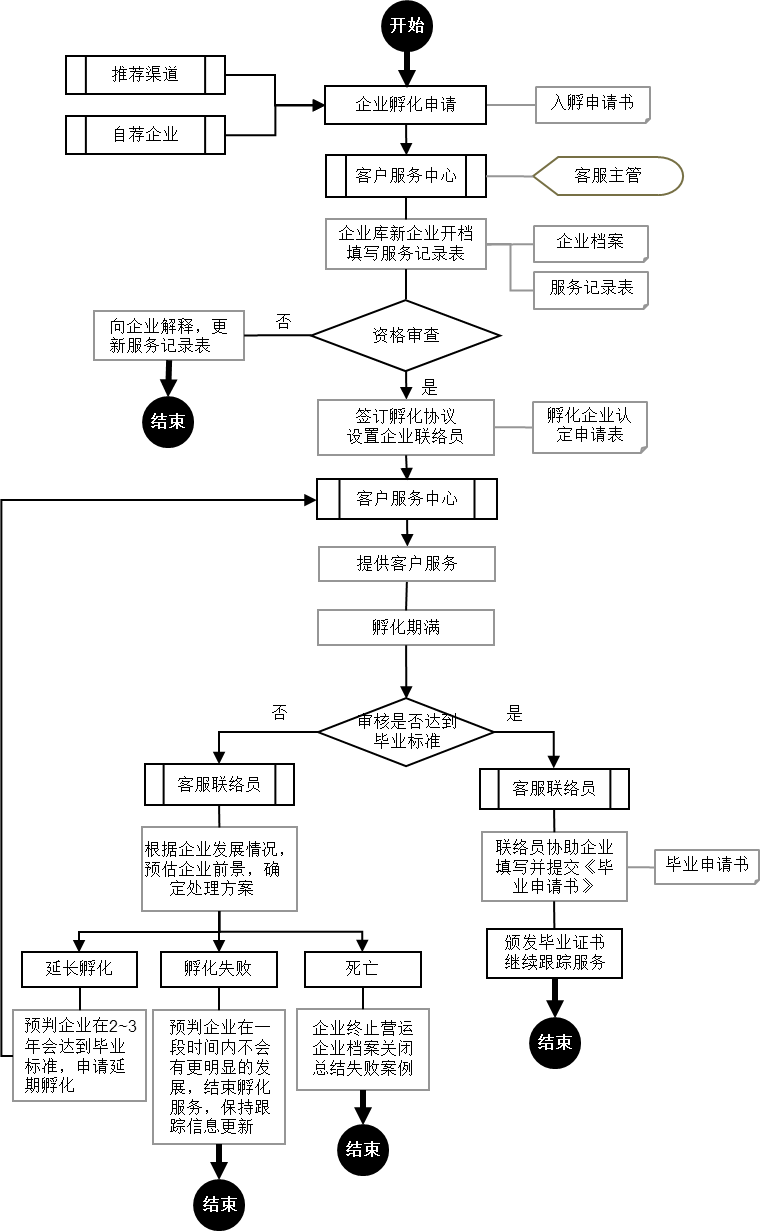 开始
推荐渠道
企业孵化申请
入孵申请书
自荐企业
客户服务中心
客服主管
企业库新企业开档
填写服务记录表
企业档案
服务记录表
否
向企业解释，更
新服务记录表
资格审查
是
结束
签订孵化协议
设置企业联络员
孵化企业认
定申请表
客户服务中心
提供客户服务
孵化期满
否
审核是否达到
毕业标准
是
客服联络员
客服联络员
根据企业发展情况，
预估企业前景，确
定处理方案
联络员协助企业
填写并提交《毕
业申请书》
毕业申请书
延长孵化
孵化失败
死亡
颁发毕业证书
继续跟踪服务
预判企业在2~3
年会达到毕业
标准，申请延
期孵化
预判企业在一
段时间内不会
有更明显的发
展，结束孵化
服务，保持跟
踪信息更新
企业终止营运
企业档案关闭
总结失败案例
结束
结束
结束